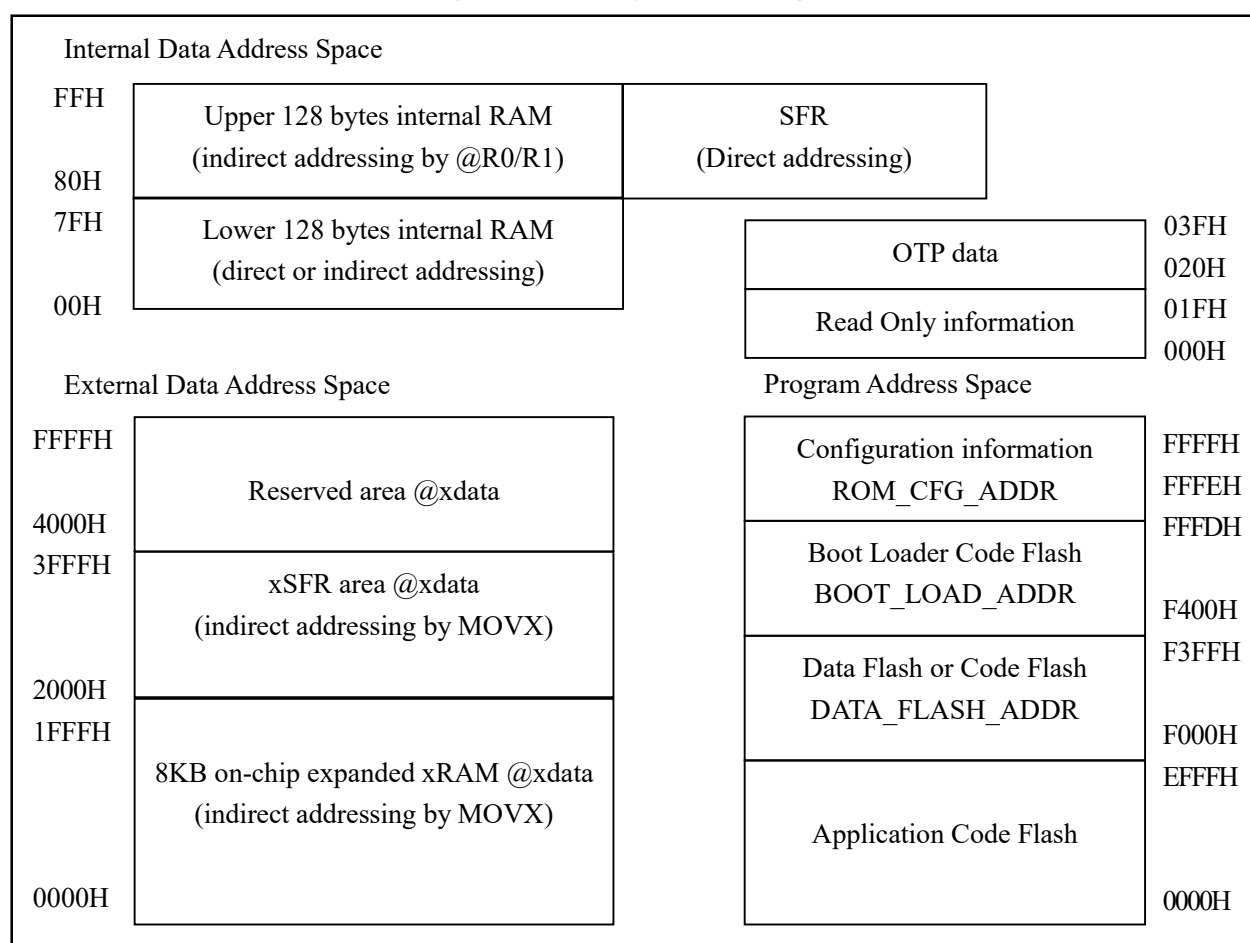 Internal Data Address Space
FFH
Upper 128 bytes internal RAM
(indirect addressing by @R0/R1)
80H
SFR
(Direct addressing)
7FH
Lower 128 bytes internal RAM
(direct or indirect addressing)
00H
OTP data
03FH
020H
Read Only information
01FH
000H
External Data Address Space
FFFFH
Reserved area @xdata
4000H
3FFFH
xSFR area @xdata
(indirect addressing by MOVX)
2000H
1FFFH
8KB on-chip expanded xRAM @xdata
(indirect addressing by MOVX)
0000H
Program Address Space
Configuration information
ROM_CFG_ADDR
FFFFH
FFFEH
FFFDH
Boot Loader Code Flash
BOOT_LOAD_ADDR
F400H
F3FFH
Data Flash or Code Flash
DATA_FLASH_ADDR
F000H
EFFFH
Application Code Flash
0000H